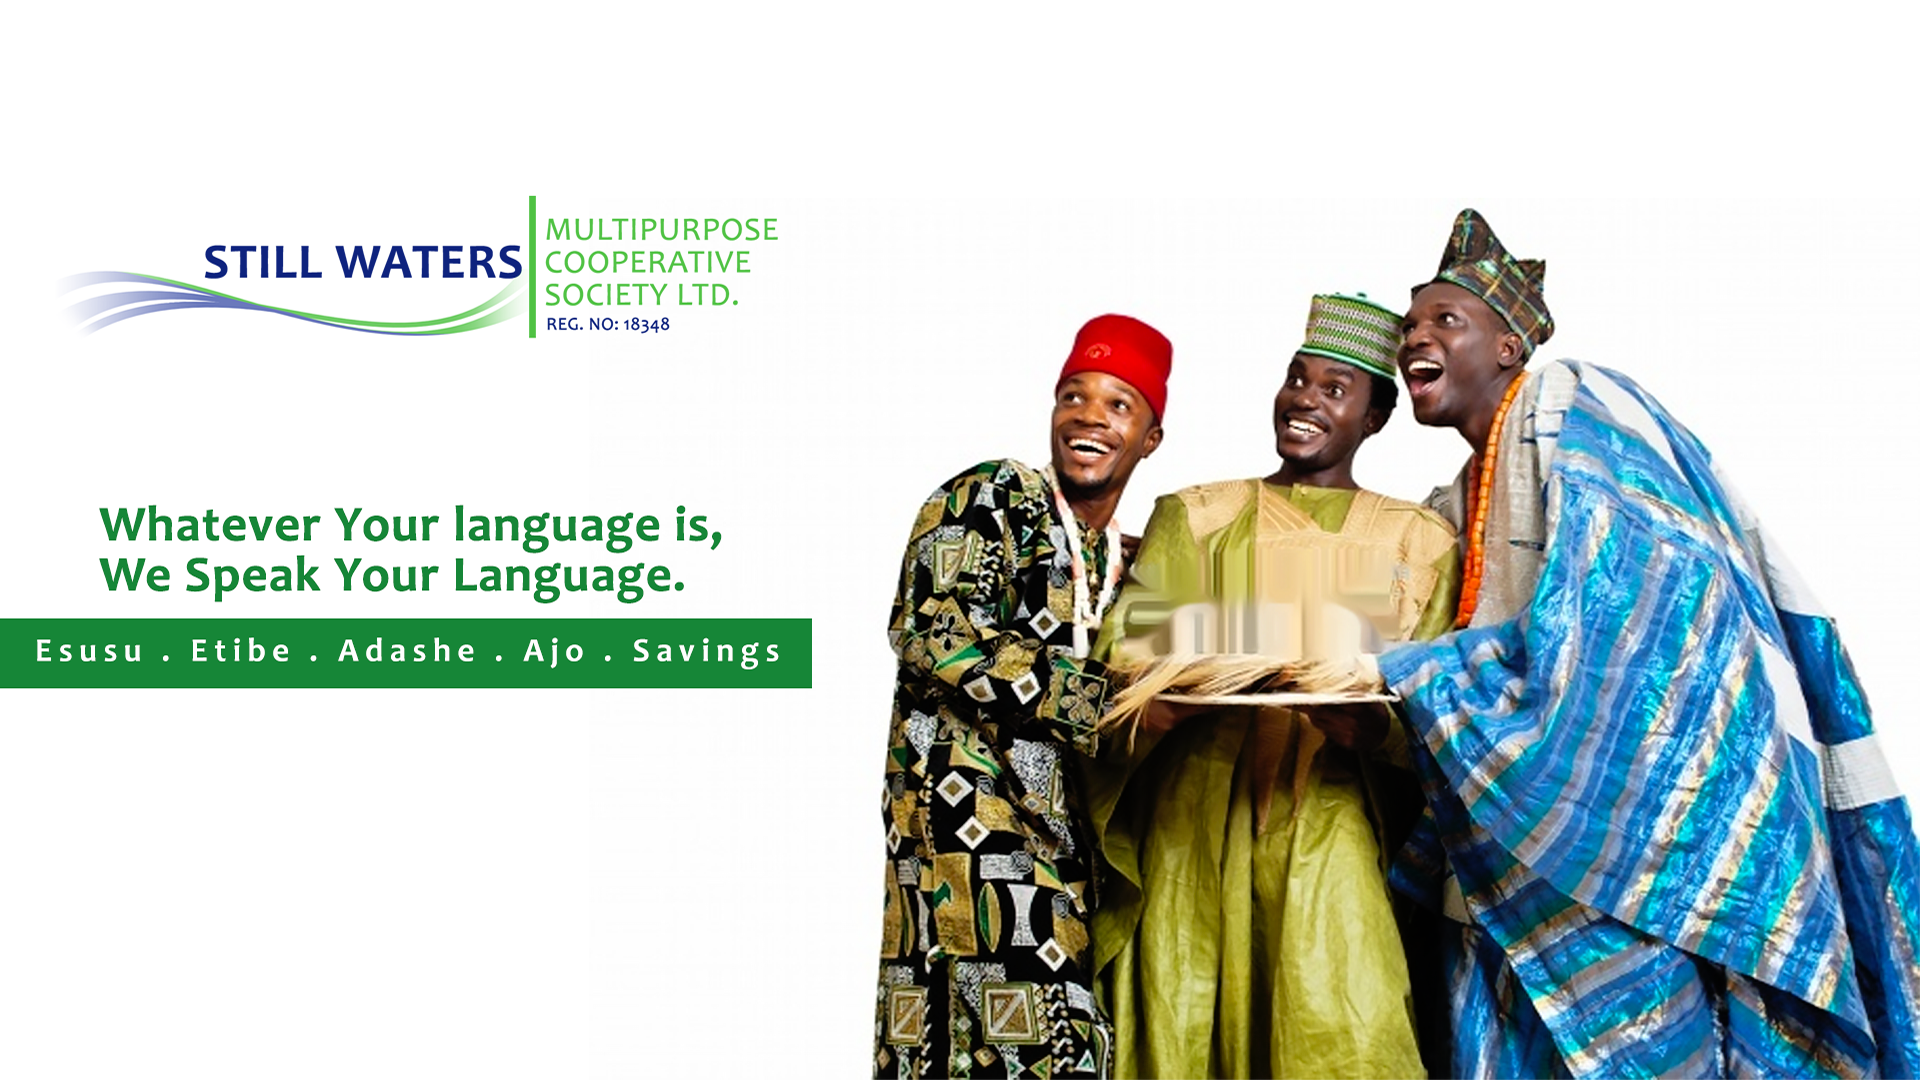 STILL WATERS
MULTIPURPOSE
COOPERATIVE
SOCIETY LTD.
REG. NO: 18348
Whatever Your language is,
We Speak Your Language.
Esusu . Etibe . Adashe . Ajo . Savings